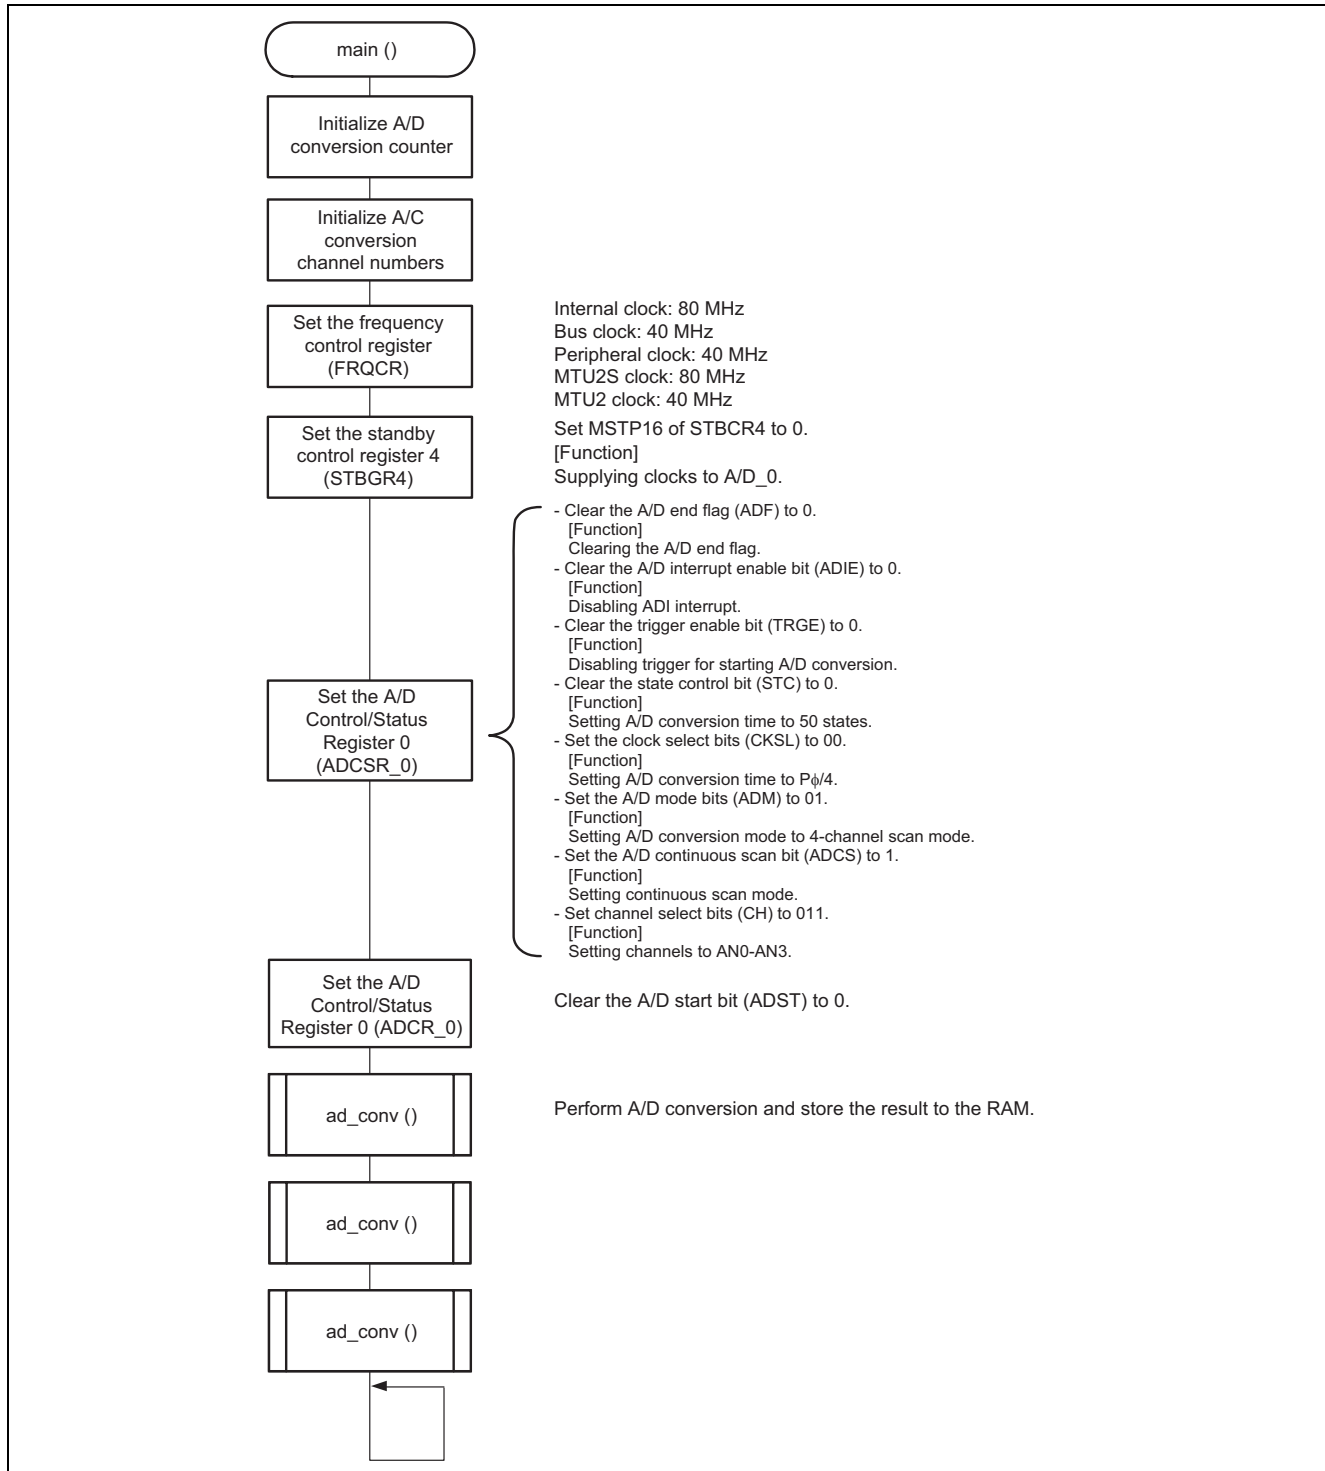 main ()
Initialize A/D
conversion counter
Initialize A/C
conversion
channel numbers
Set the frequency
control register
(FRQCR)
Internal clock: 80 MHz
Bus clock: 40 MHz
Peripheral clock: 40 MHz
MTU2S clock: 80 MHz
MTU2 clock: 40 MHz
Set the standby
control register 4
(STBGR4)
Set MSTP16 of STBCR4 to 0.
[Function]
Supplying clocks to A/D_0.
Set the A/D
Control/Status
Register 0
(ADCSR_0)
- Clear the A/D end flag (ADF) to 0.
[Function]
Clearing the A/D end flag.
- Clear the A/D interrupt enable bit (ADIE) to 0.
[Function]
Disabling ADI interrupt.
- Clear the trigger enable bit (TRGE) to 0.
[Function]
Disabling trigger for starting A/D conversion.
- Clear the state control bit (STC) to 0.
[Function]
Setting A/D conversion time to 50 states.
- Set the clock select bits (CKSL) to 00.
[Function]
Setting A/D conversion time to Pϕ/4.
- Set the A/D mode bits (ADM) to 01.
[Function]
Setting A/D conversion mode to 4-channel scan mode.
- Set the A/D continuous scan bit (ADCS) to 1.
[Function]
Setting continuous scan mode.
- Set channel select bits (CH) to 011.
[Function]
Setting channels to AN0-AN3.
Set the A/D
Control/Status
Register 0 (ADCR_0)
Clear the A/D start bit (ADST) to 0.
ad_conv ()
Perform A/D conversion and store the result to the RAM.
ad_conv ()
ad_conv ()